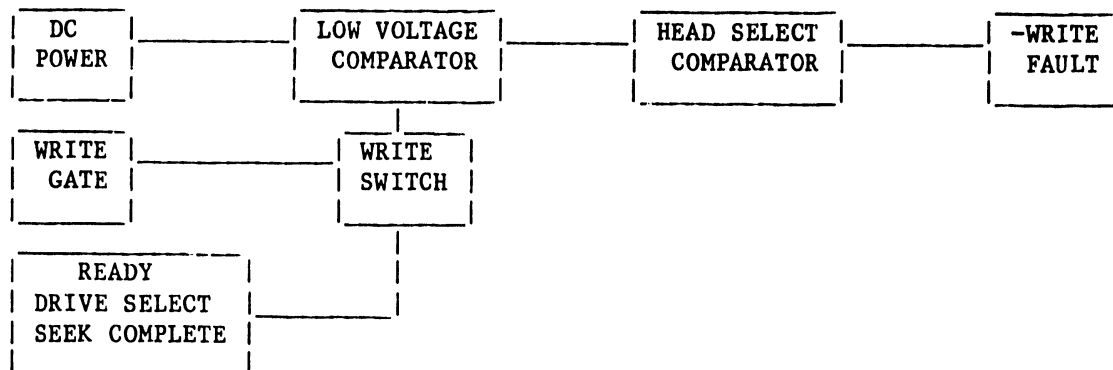 DC
POWER
LOW VOLTAGE
COMPARATOR
HEAD SELECT
COMPARATOR
-WRITE
FAULT
WRITE
GATE
WRITE
SWITCH
READY
DRIVE SELECT
SEEK COMPLETE